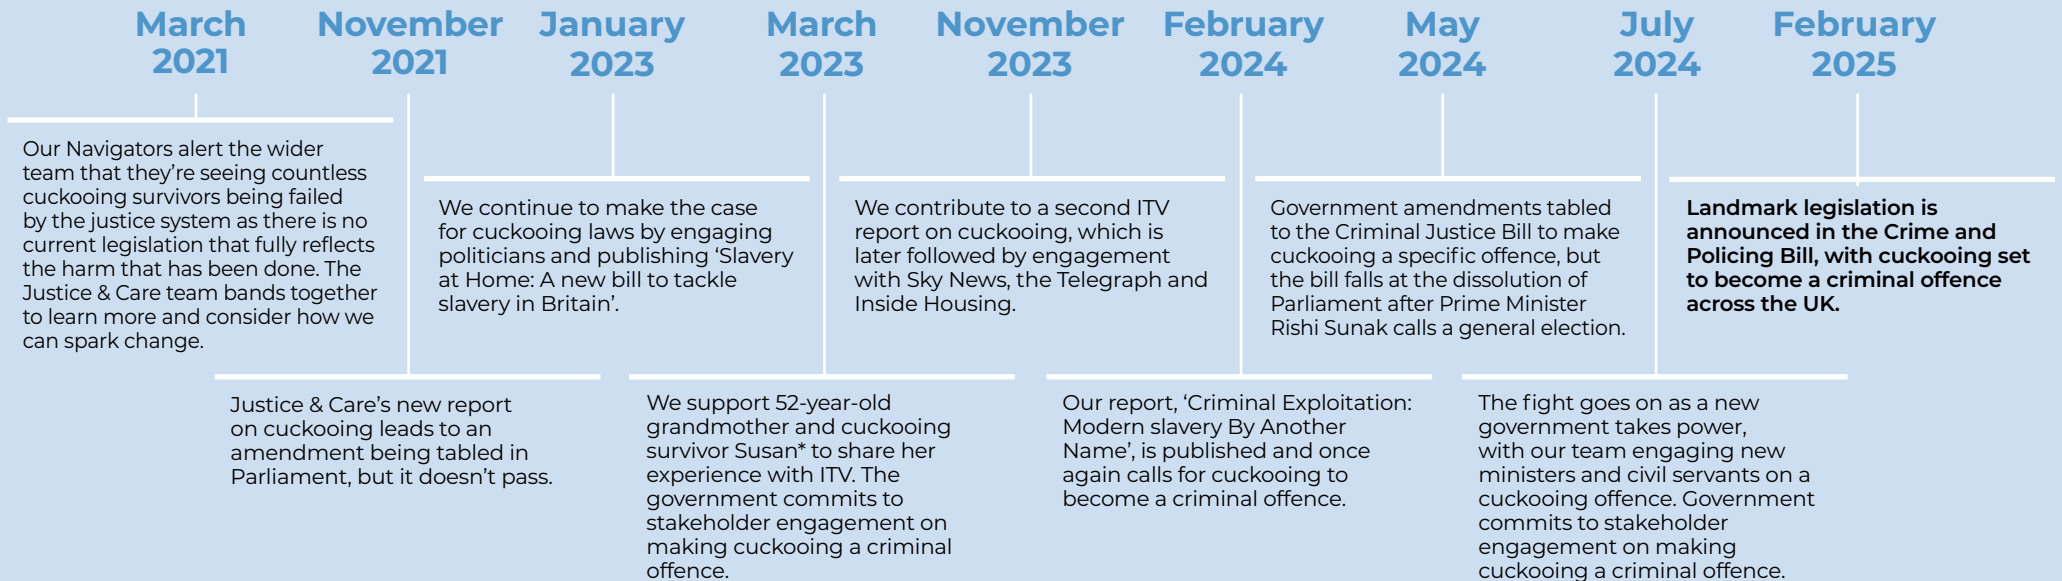 March
2021
Our Navigators alert the wider
team that they're seeing countless
cuckooing survivors being failed
by the justice system as there is no
current legislation that fully reflects
the harm that has been done. The
Justice & Care team bands together
to learn more and consider how we
can spark change.
November
2021
Justice & Care's new report
on cuckooing leads to an
amendment being tabled in
Parliament, but it doesn't pass.
January
2023
We continue to make the case
for cuckooing laws by engaging
politicians and publishing 'Slavery
at Home: A new bill to tackle
slavery in Britain'.
March
2023
We support 52-year-old
grandmother and cuckooing
survivor Susan* to share her
experience with ITV. The
government commits to
stakeholder engagement on
making cuckooing a criminal
offence.
November
2023
We contribute to a second ITV
report on cuckooing, which is
later followed by engagement
with Sky News, the Telegraph and
Inside Housing.
February
2024
Our report, 'Criminal Exploitation:
Modern slavery By Another
Name', is published and once
again calls for cuckooing to
become a criminal offence.
May
2024
Government amendments tabled
to the Criminal Justice Bill to make
cuckooing a specific offence, but
the bill falls at the dissolution of
Parliament after Prime Minister
Rishi Sunak calls a general election.
July
2024
The fight goes on as a new
government takes power,
with our team engaging new
ministers and civil servants on a
cuckooing offence. Government
commits to stakeholder
engagement on making
cuckooing a criminal offence.
February
2025
Landmark legislation is
announced in the Crime and
Policing Bill, with cuckooing set
to become a criminal offence
across the UK.